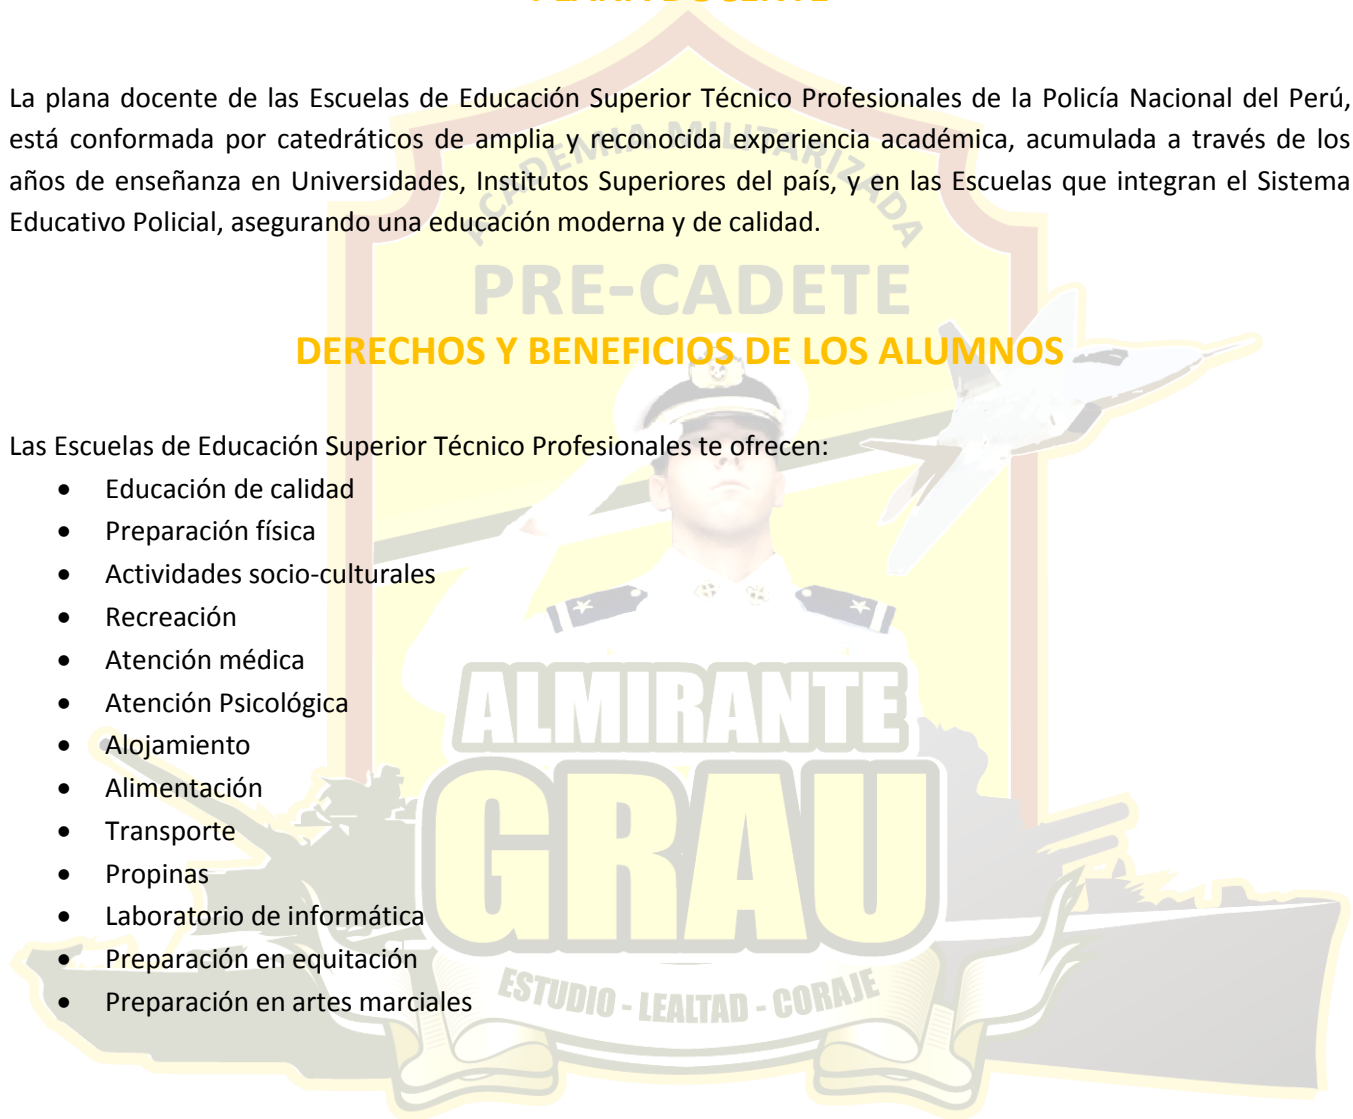 PLANA DOCENTE
La plana docente de las Escuelas de Educación Superior Técnico Profesionales de la Policía Nacional del Perú,
está conformada por catedráticos de amplia y reconocida experiencia académica, acumulada a través de los
años de enseñanza en Universidades, Institutos Superiores del país, y en las Escuelas que integran el Sistema
Educativo Policial, asegurando una educación moderna y de calidad.
ACADEMIA MILITARIZADA
PRE-CADETE
DERECHOS Y BENEFICIOS DE LOS ALUMNOS
Las Escuelas de Educación Superior Técnico Profesionales te ofrecen:
• Educación de calidad
• Preparación física
• Actividades socio-culturales
• Recreación
• Atención médica
• Atención Psicológica
• Alojamiento
• Alimentación
• Transporte
• Propinas
• Laboratorio de informática
• Preparación en equitación
• Preparación en artes marciales
ALMIRANTE
GRAU
ESTUDIO - LEALTAD - CORAJE